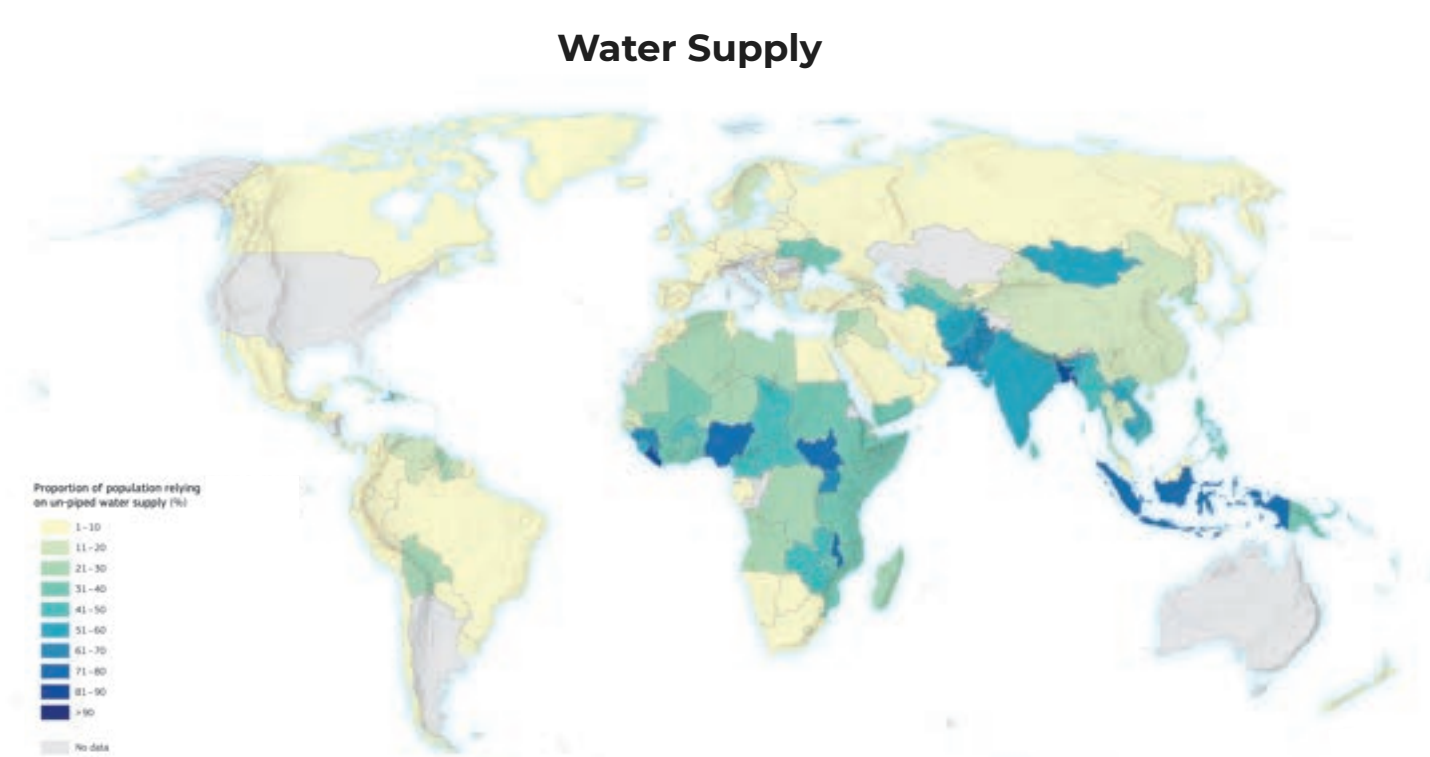 Water Supply
Proportion of population relying
on un-piped water supply (%)
1-10
11-20
21-30
31-40
41-50
51-60
61-70
71-80
81-90
>90
No data